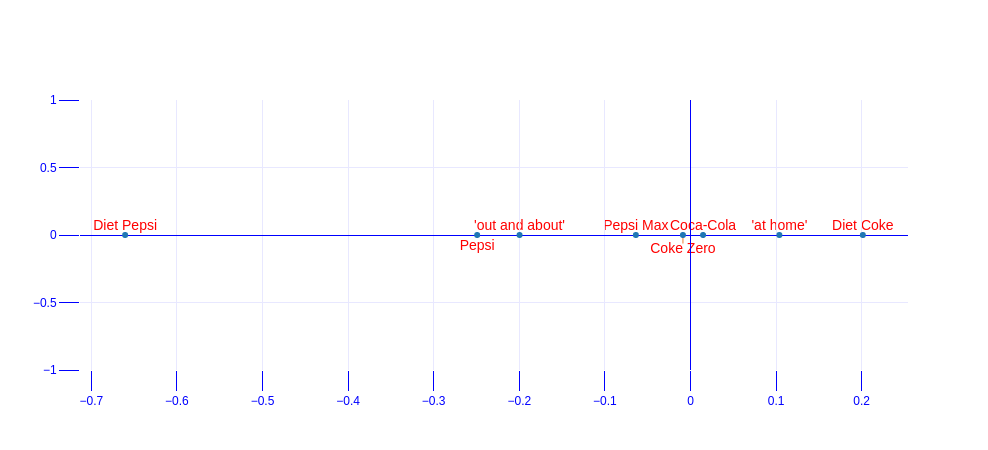 1
0.5
Diet Pepsi 'out and about' Pepsi Max Coca-Cola 'at home' Diet Coke
0
Pepsi Coke Zero
−0.5
−1
−0.7 −0.6 −0.5 −0.4 −0.3 −0.2 −0.1 0 0.1 0.2